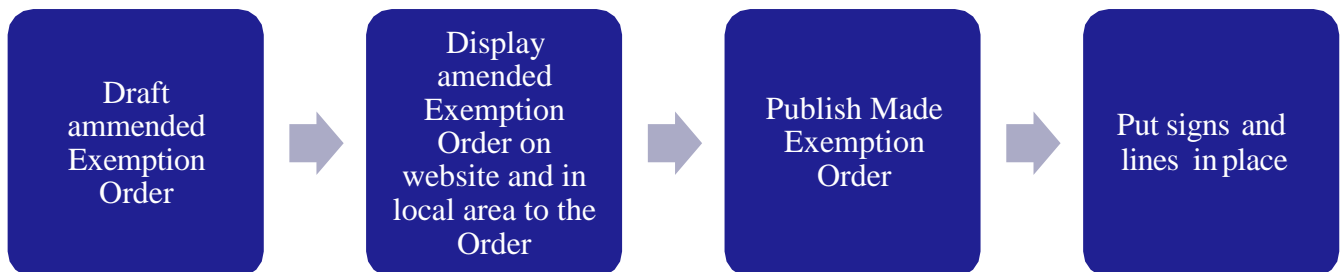 Draft
ammended
Exemption
Order
Display
amended
Exemption
Order on
website and in
local area to the
Order
Publish Made
Exemption
Order
Put signs and
lines in place